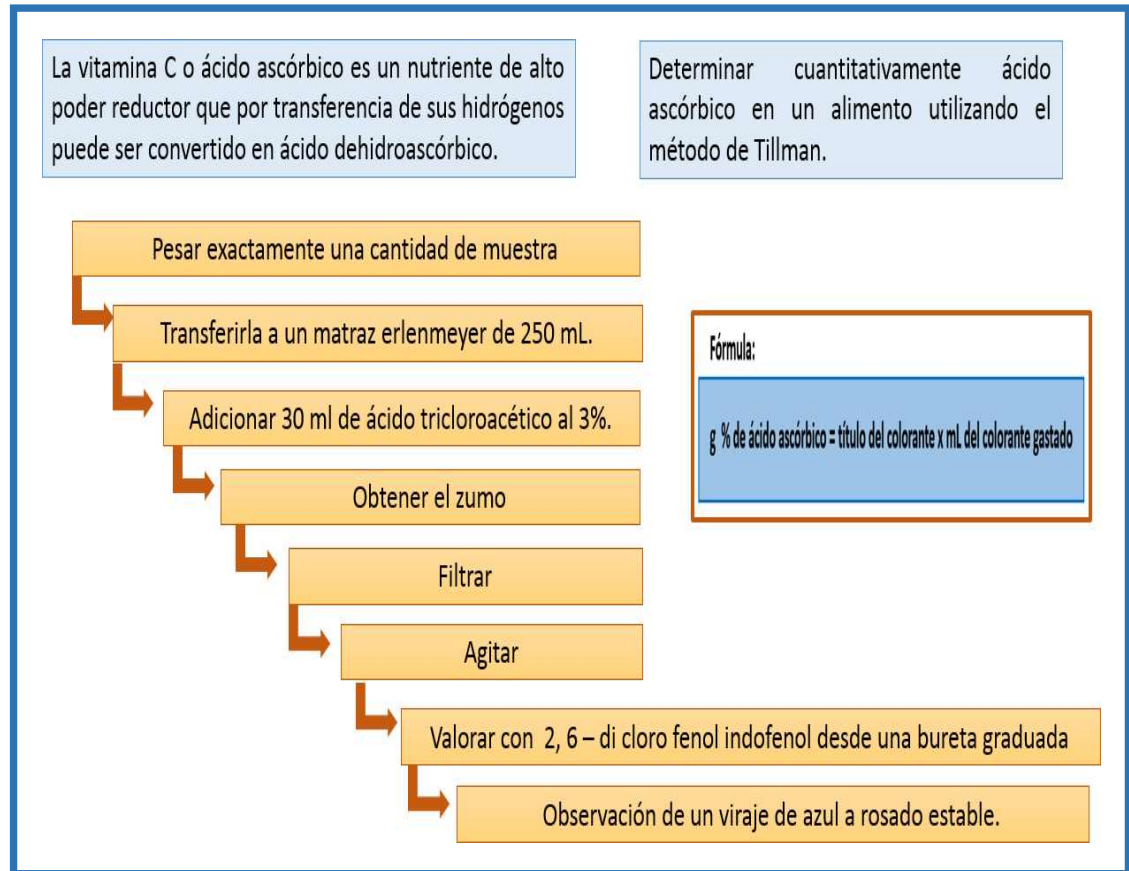 La vitamina C o ácido ascórbico es un nutriente de alto
poder reductor que por transferencia de sus hidrógenos
puede ser convertido en ácido dehidroascórbico.
Determinar cuantitativamente ácido
ascórbico en un alimento utilizando el
método de Tillman.
Pesar exactamente una cantidad de muestra
Transferirla a un matraz erlenmeyer de 250 mL.
Adicionar 30 ml de ácido tricloroacético al 3%.
Obtener el zumo
Filtrar
Agitar
Valorar con 2, 6 – di cloro fenol indofenol desde una bureta graduada
Observación de un viraje de azul a rosado estable.
Fórmula:
g % de ácido ascórbico = título del colorante x mL del colorante gastado